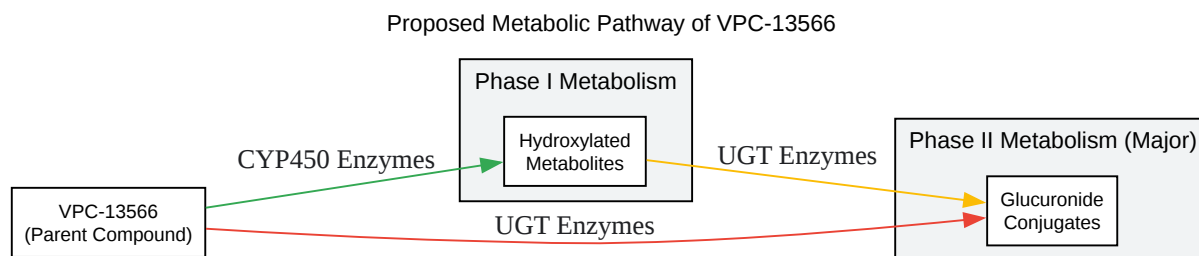 Proposed Metabolic Pathway of VPC-13566
Phase I Metabolism
Hydroxylated
Metabolites
CYP450 Enzymes
UGT Enzymes
Phase II Metabolism (Major)
Glucuronide
Conjugates
VPC-13566
(Parent Compound)
UGT Enzymes